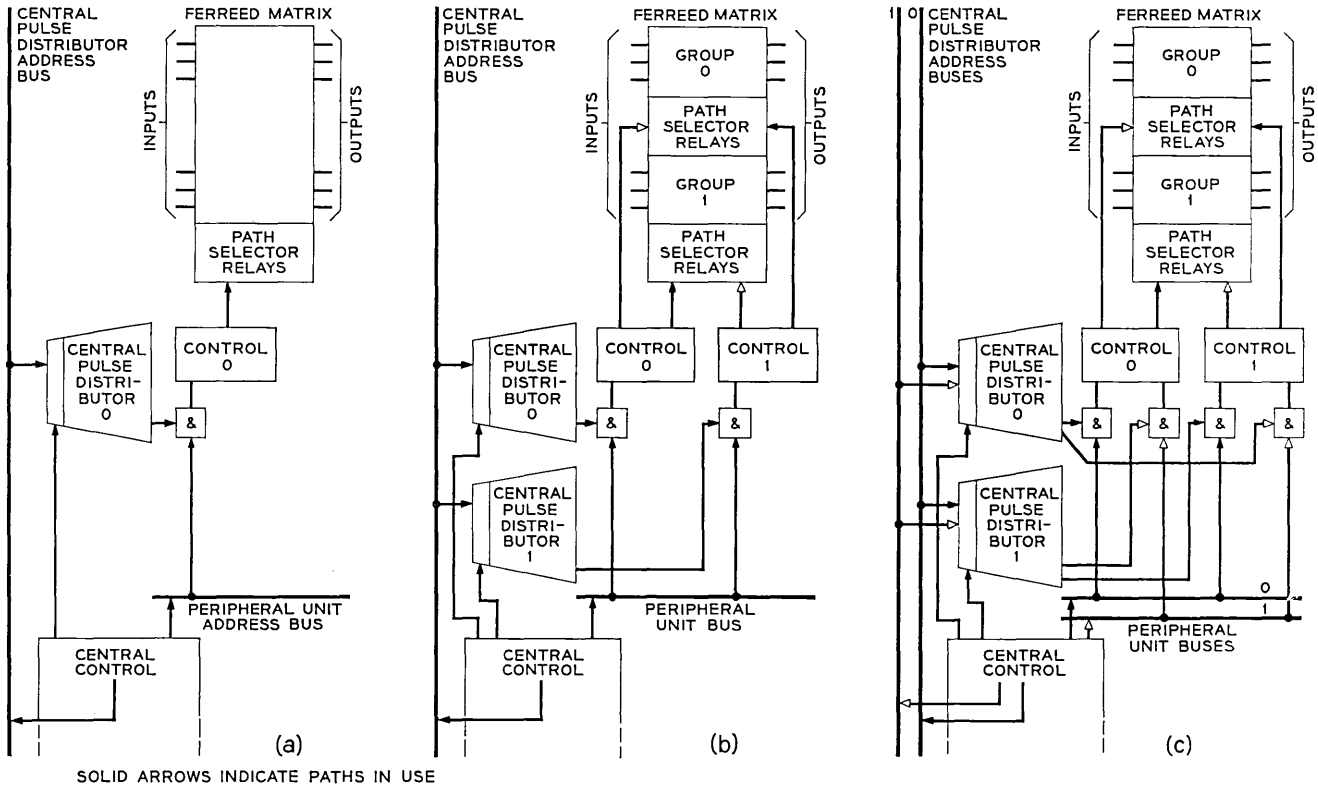 CENTRAL
PULSE
DISTRIBUTOR
ADDRESS
BUS
FERREED MATRIX
INPUTS
OUTPUTS
PATH
SELECTOR
RELAYS
CENTRAL
PULSE
DISTRI-
BUTOR
0
CONTROL
0
&
PERIPHERAL UNIT
ADDRESS BUS
CENTRAL
CONTROL
(a)
CENTRAL
PULSE
DISTRIBUTOR
ADDRESS
BUS
FERREED MATRIX
INPUTS
OUTPUTS
GROUP
0
PATH
SELECTOR
RELAYS
GROUP
1
PATH
SELECTOR
RELAYS
CENTRAL
PULSE
DISTRI-
BUTOR
0
CONTROL
0
CONTROL
1
&
&
CENTRAL
PULSE
DISTRI-
BUTOR
1
PERIPHERAL
UNIT BUS
CENTRAL
CONTROL
(b)
1 0
CENTRAL
PULSE
DISTRIBUTOR
ADDRESS
BUSES
FERREED MATRIX
INPUTS
OUTPUTS
GROUP
0
PATH
SELECTOR
RELAYS
GROUP
1
PATH
SELECTOR
RELAYS
CENTRAL
PULSE
DISTRI-
BUTOR
0
CONTROL
0
CONTROL
1
&
&
&
&
CENTRAL
PULSE
DISTRI-
BUTOR
1
0
1
PERIPHERAL
UNIT BUSES
CENTRAL
CONTROL
(c)
SOLID ARROWS INDICATE PATHS IN USE